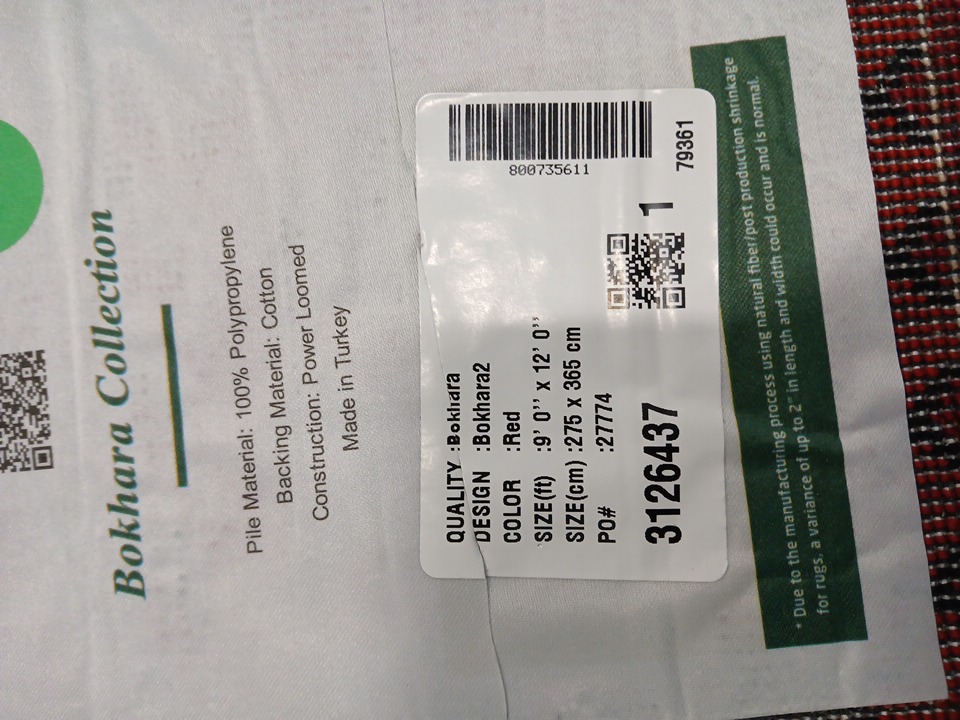 Bokhara Collection
Pile Material: 100% Polypropylene
Backing Material: Cotton
Construction: Power Loomed
Made in Turkey
QUALITY :Bokhara
DESIGN :Bokhara2
COLOR :Red
SIZE(ft) :9' 0'' x 12' 0''
SIZE(cm) :275 x 365 cm
PO# :27774
800735611
3126437
1
79361
* Due to the manufacturing process using natural fiber/post production shrinkage
for rugs, a variance of up to 2" in length and width could occur and is normal.